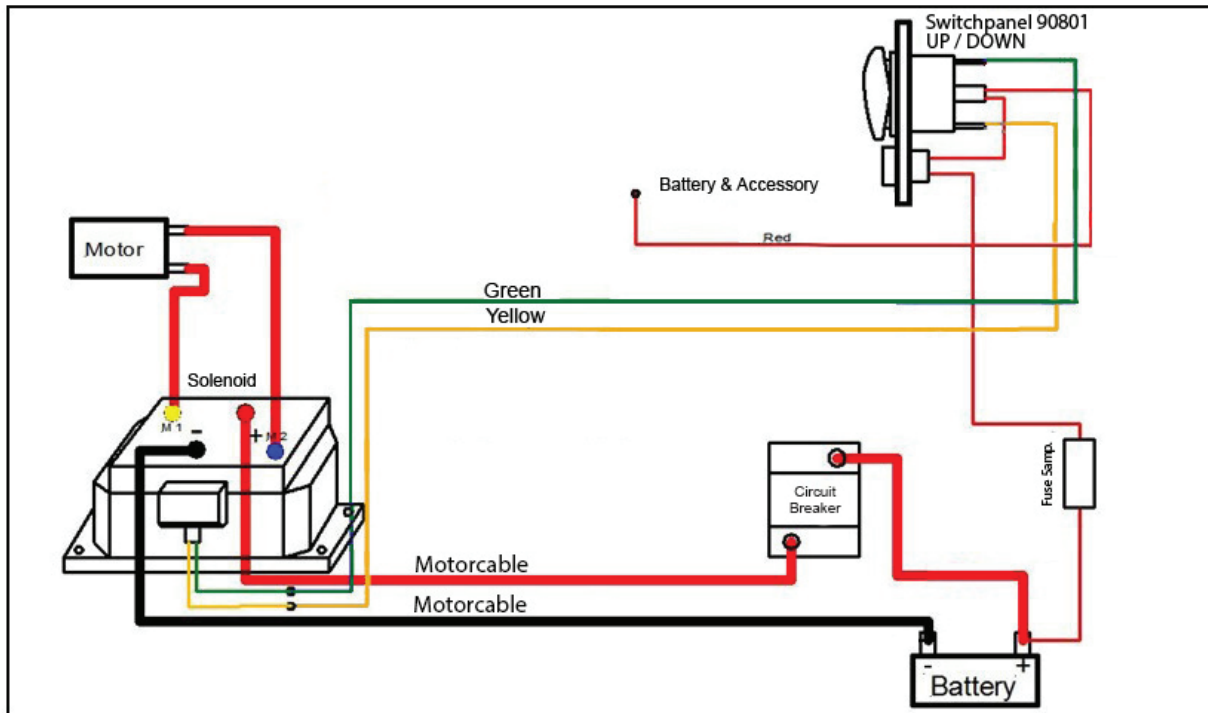 Switchpanel 90801
UP / DOWN
Battery & Accessory
Red
Motor
Green
Yellow
Solenoid
M 1
-
+
M 2
Circuit
Breaker
Fuse 5amp.
Motorcable
Motorcable
-
+
Battery